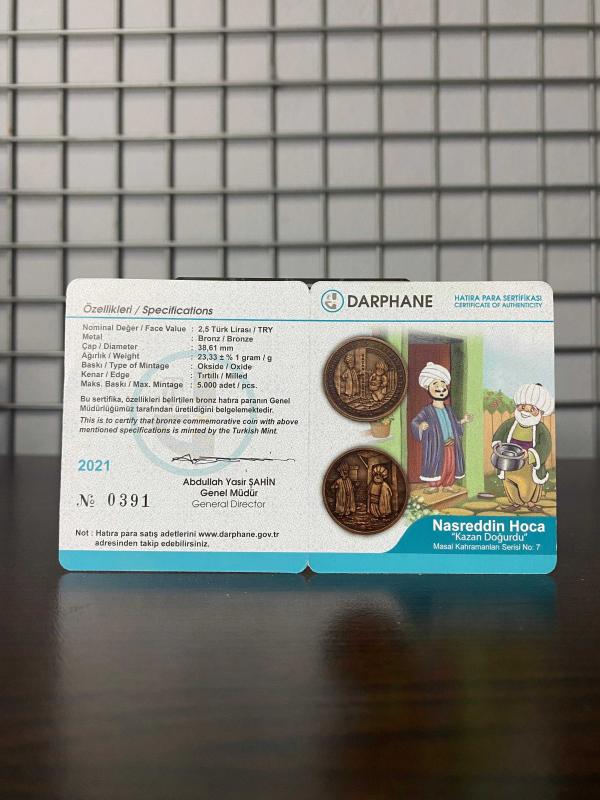 Özellikleri / Specifications
Nominal Değer / Face Value : 2,5 Türk Lirası / TRY
Metal : Bronz / Bronze
Çap / Diameter : 38,61 mm
Ağırlık / Weight : 23,33 ± % 1 gram / g
Baskı / Type of Mintage : Okside / Oxide
Kenar / Edge : Tırtıllı / Milled
Maks. Baskı / Max. Mintage : 5.000 adet / pcs.
Bu sertifika, özellikleri belirtilen bronz hatıra paranın Genel
Müdürlüğümüz tarafından üretildiğini belgelemektedir.
This is to certify that bronze commemorative coin with above
mentioned specifications is minted by the Turkish Mint.
2021
Abdullah Yasir ŞAHİN
Genel Müdür
General Director
№ 0391
Not : Hatıra para satış adetlerini www.darphane.gov.tr
adresinden takip edebilirsiniz.
DARPHANE
HATIRA PARA SERTİFİKASI
CERTIFICATE OF AUTHENTICITY
Nasreddin Hoca
"Kazan Doğurdu"
Masal Kahramanları Serisi No: 7